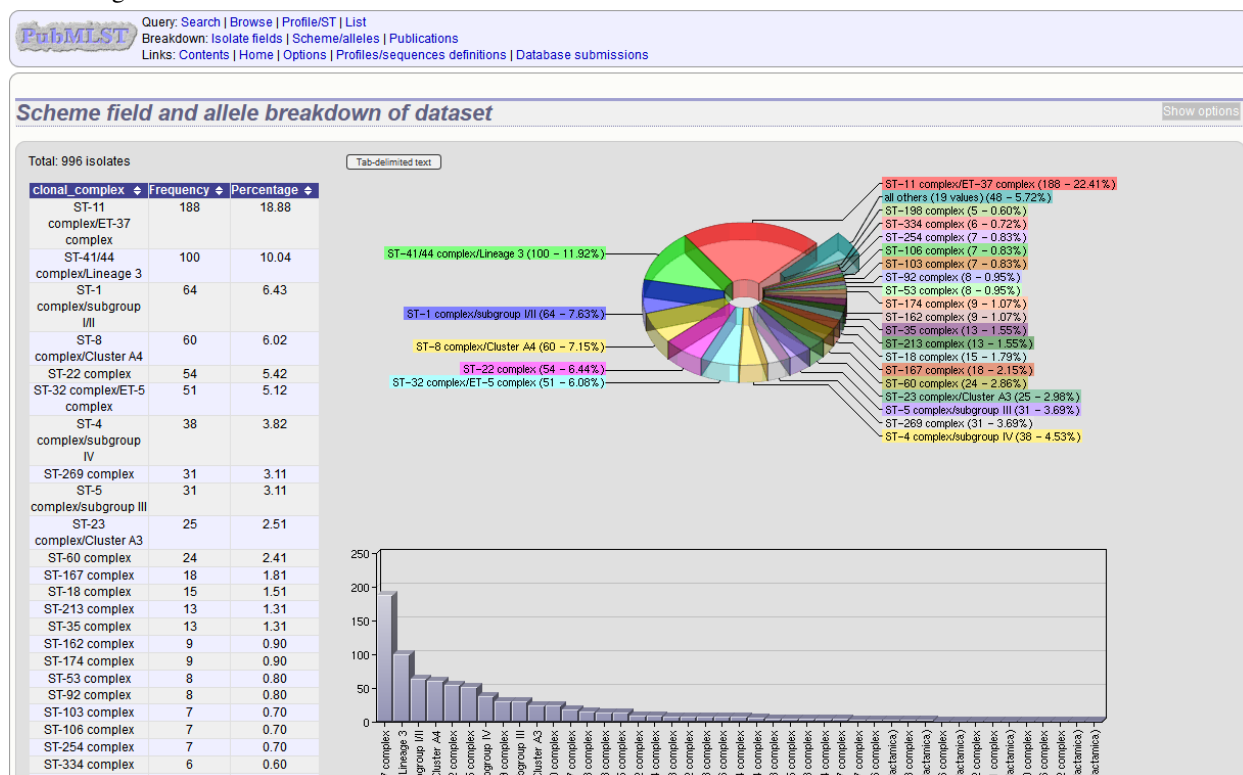 PubMLST
Query: Search | Browse | Profile/ST | List
Breakdown: Isolate fields | Scheme/alleles | Publications
Links: Contents | Home | Options | Profiles/sequences definitions | Database submissions
Scheme field and allele breakdown of dataset
Show options
Total: 996 isolates
Tab-delimited text
clonal_complex Frequency Percentage
ST-11 188 18.88
complex/ET-37
complex
ST-41/44 100 10.04
complex/Lineage 3
ST-1 64 6.43
complex/subgroup
I/II
ST-8 60 6.02
complex/Cluster A4
ST-22 complex 54 5.42
ST-32 complex/ET-5 51 5.12
complex
ST-4 38 3.82
complex/subgroup
IV
ST-269 complex 31 3.11
ST-5 31 3.11
complex/subgroup III
ST-23 25 2.51
complex/Cluster A3
ST-60 complex 24 2.41
ST-167 complex 18 1.81
ST-18 complex 15 1.51
ST-213 complex 13 1.31
ST-35 complex 13 1.31
ST-162 complex 9 0.90
ST-174 complex 9 0.90
ST-53 complex 8 0.80
ST-92 complex 8 0.80
ST-103 complex 7 0.70
ST-106 complex 7 0.70
ST-254 complex 7 0.70
ST-334 complex 6 0.60
ST-41/44 complex/Lineage 3 (100 - 11.92%)
ST-1 complex/subgroup I/II (64 - 7.63%)
ST-8 complex/Cluster A4 (60 - 7.15%)
ST-22 complex (54 - 6.44%)
ST-32 complex/ET-5 complex (51 - 6.08%)
ST-11 complex/ET-37 complex (188 - 22.41%)
all others (19 values) (48 - 5.72%)
ST-198 complex (5 - 0.60%)
ST-334 complex (6 - 0.72%)
ST-254 complex (7 - 0.83%)
ST-106 complex (7 - 0.83%)
ST-103 complex (7 - 0.83%)
ST-92 complex (8 - 0.95%)
ST-53 complex (8 - 0.95%)
ST-174 complex (9 - 1.07%)
ST-162 complex (9 - 1.07%)
ST-35 complex (13 - 1.55%)
ST-213 complex (13 - 1.55%)
ST-18 complex (15 - 1.79%)
ST-167 complex (18 - 2.15%)
ST-60 complex (24 - 2.86%)
ST-23 complex/Cluster A3 (25 - 2.98%)
ST-5 complex/subgroup III (31 - 3.69%)
ST-269 complex (31 - 3.69%)
ST-4 complex/subgroup IV (38 - 4.53%)
250
200
150
100
50
0